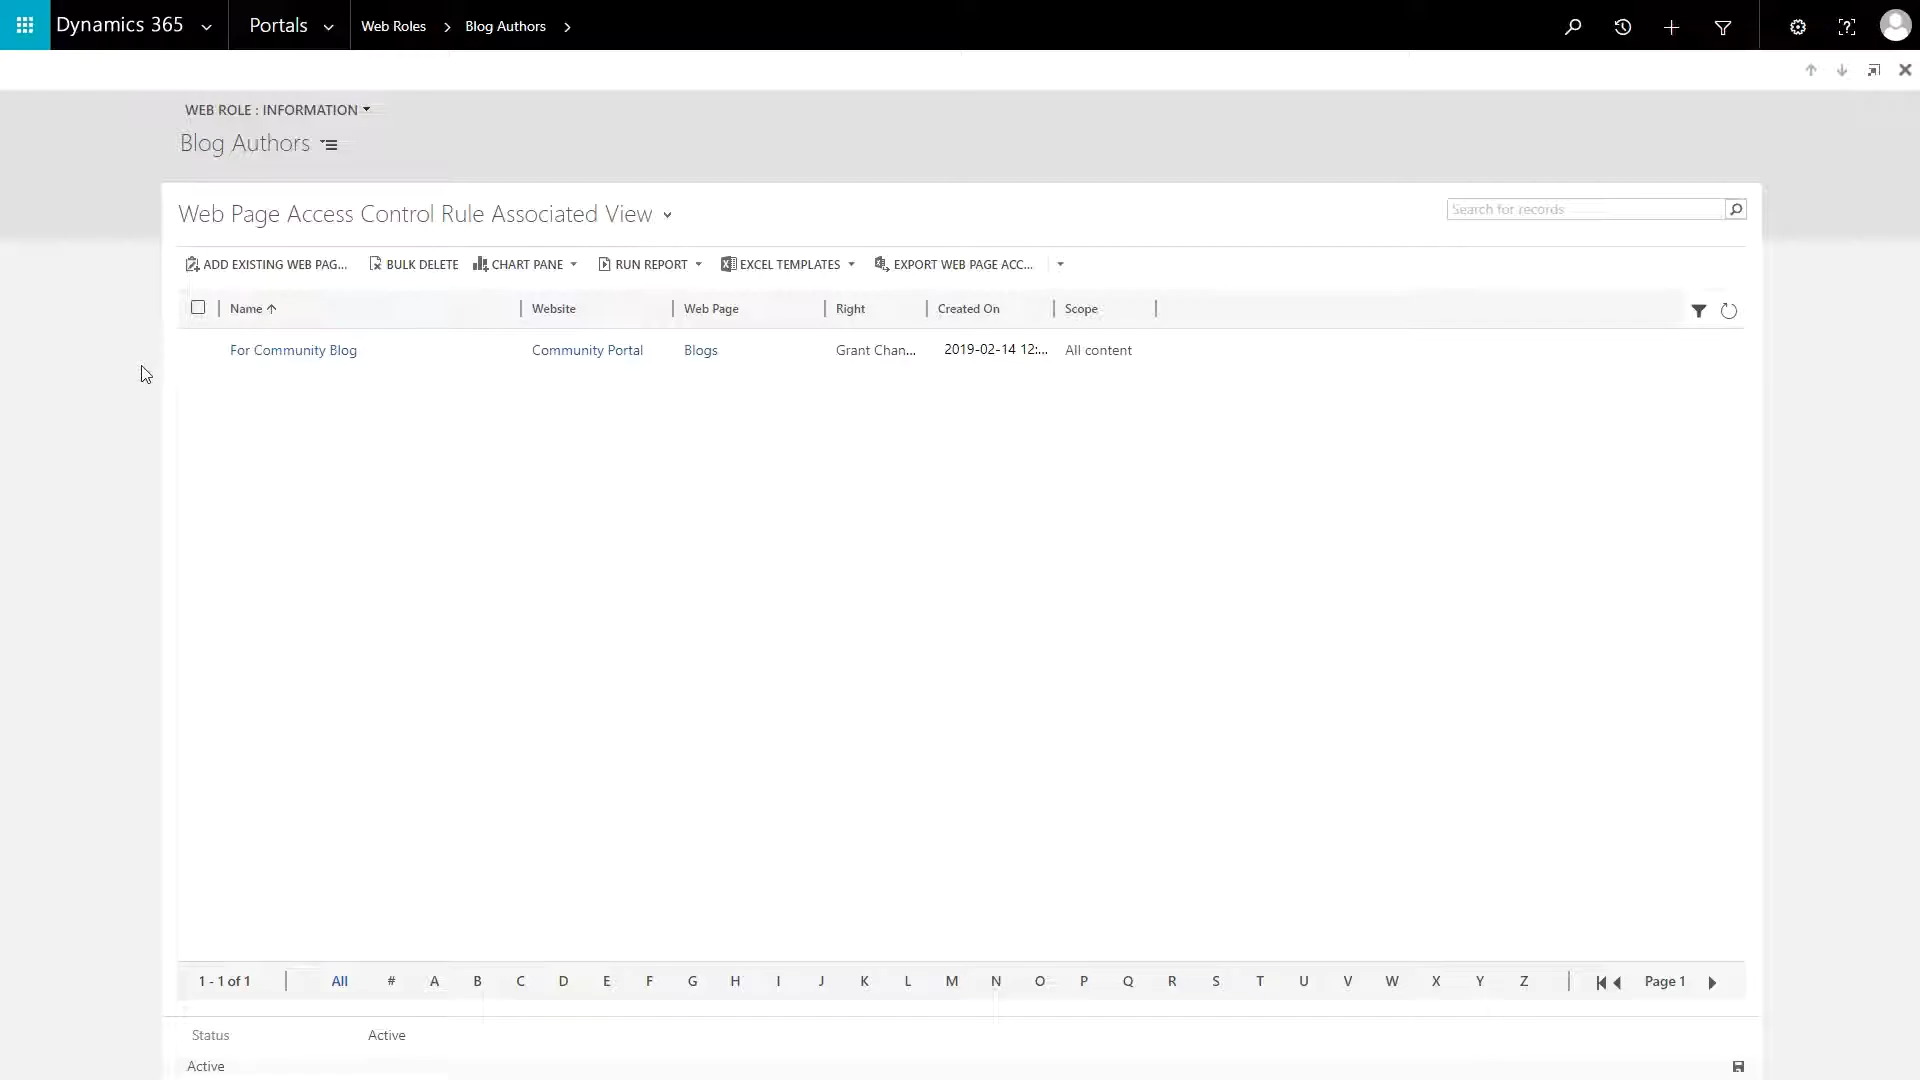 Dynamics 365 Portals Web Roles Blog Authors
WEB ROLE : INFORMATION
Blog Authors
Web Page Access Control Rule Associated View
Search for records
ADD EXISTING WEB PAG... BULK DELETE CHART PANE RUN REPORT EXCEL TEMPLATES EXPORT WEB PAGE ACC...
Name Website Web Page Right Created On Scope
For Community Blog Community Portal Blogs Grant Chan... 2019-02-14 12:... All content
1 - 1 of 1 All # A B C D E F G H I J K L M N O P Q R S T U V W X Y Z Page 1
Status Active
Active